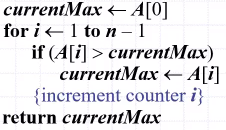 currentMax ← A[0]
for i ← 1 to n − 1
if (A[i] > currentMax)
currentMax ← A[i]
{increment counter i}
return currentMax